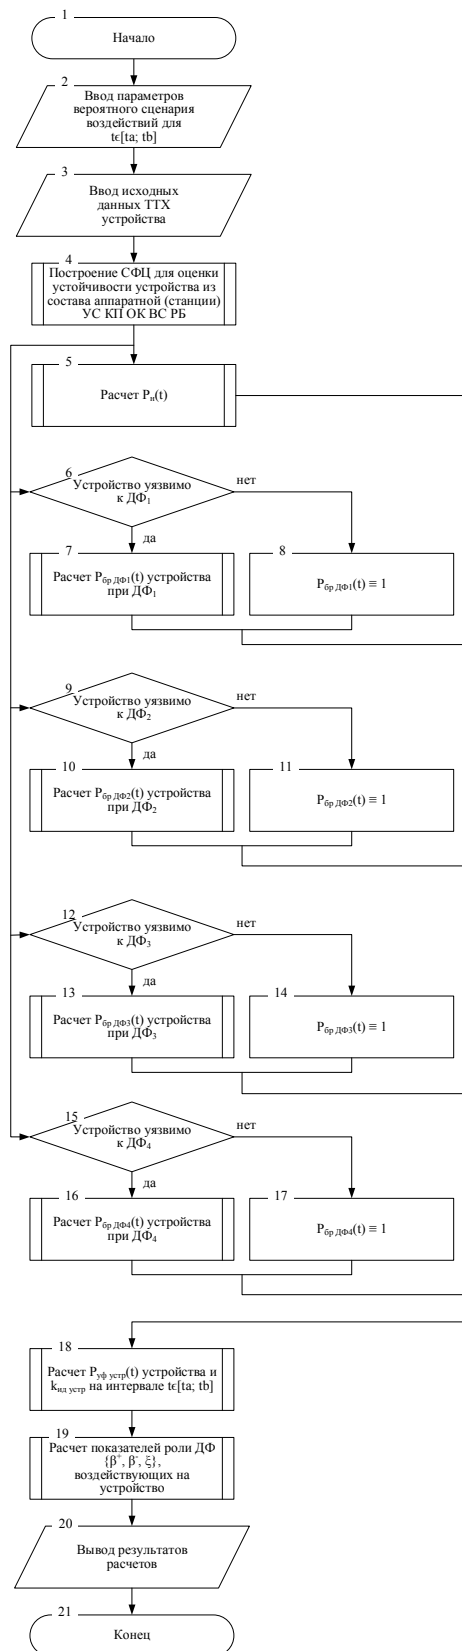 1
Начало
2
Ввод параметров
вероятного сценария
воздействий для
tє[ta; tb]
3
Ввод исходных
данных ТТХ
устройства
4
Построение СФЦ для оценки
устойчивости устройства из
состава аппаратной (станции)
УС КП ОК ВС РБ
5
Расчет Pн(t)
6
Устройство уязвимо
к ДФ1
нет
да
7
Расчет Pбр ДФ1(t) устройства
при ДФ1
8
Pбр ДФ1(t) ≡ 1
9
Устройство уязвимо
к ДФ2
нет
да
10
Расчет Pбр ДФ2(t) устройства
при ДФ2
11
Pбр ДФ2(t) ≡ 1
12
Устройство уязвимо
к ДФ3
нет
да
13
Расчет Pбр ДФ3(t) устройства
при ДФ3
14
Pбр ДФ3(t) ≡ 1
15
Устройство уязвимо
к ДФ4
нет
да
16
Расчет Pбр ДФ4(t) устройства
при ДФ4
17
Pбр ДФ4(t) ≡ 1
18
Расчет Pуф устр(t) устройства и
kид устр на интервале tє[ta; tb]
19
Расчет показателей роли ДФ
{β⁺, β⁻, ξ},
воздействующих на
устройство
20
Вывод результатов
расчетов
21
Конец